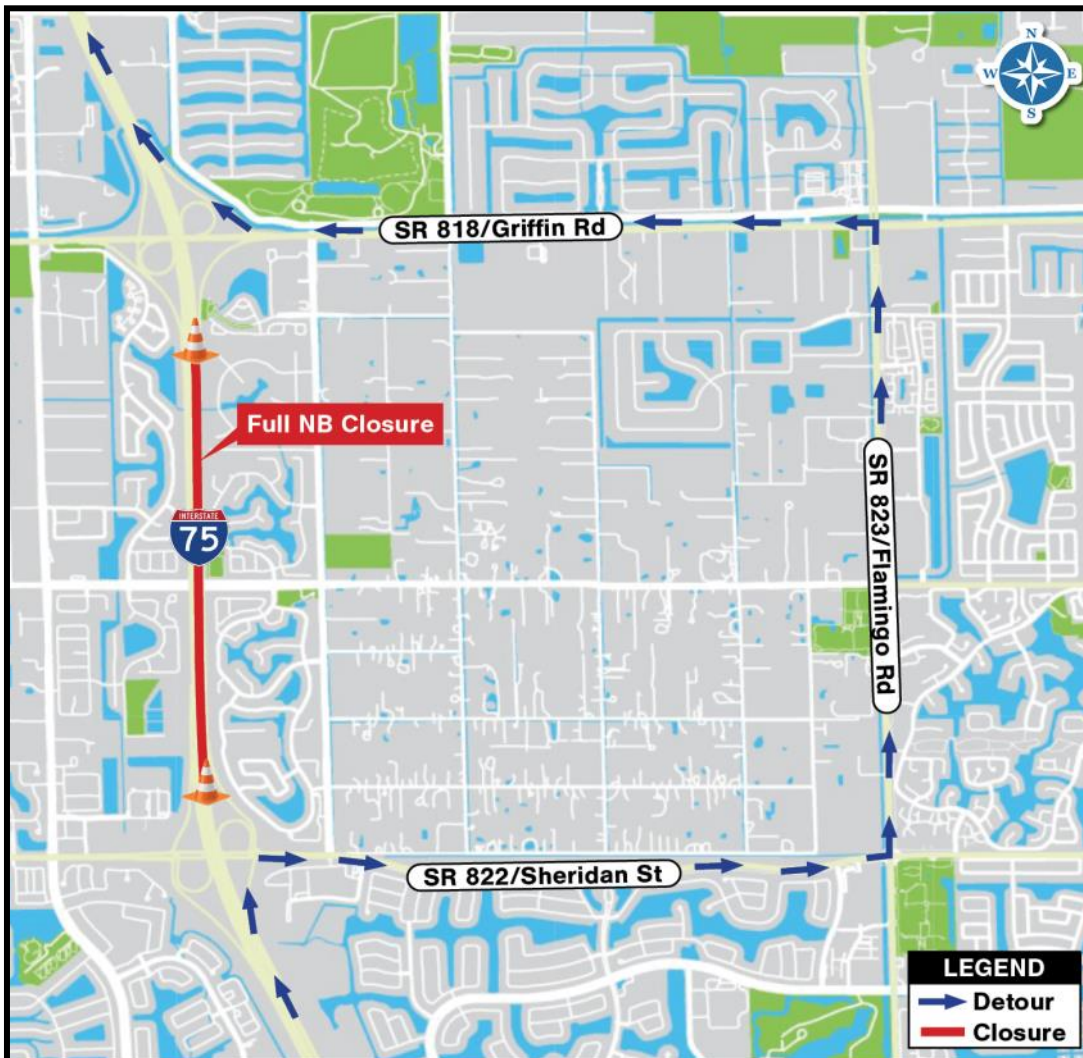 N
W E
S
SR 818/Griffin Rd
Full NB Closure
INTERSTATE
75
SR 823/Flamingo Rd
SR 822/Sheridan St
LEGEND
Detour
Closure